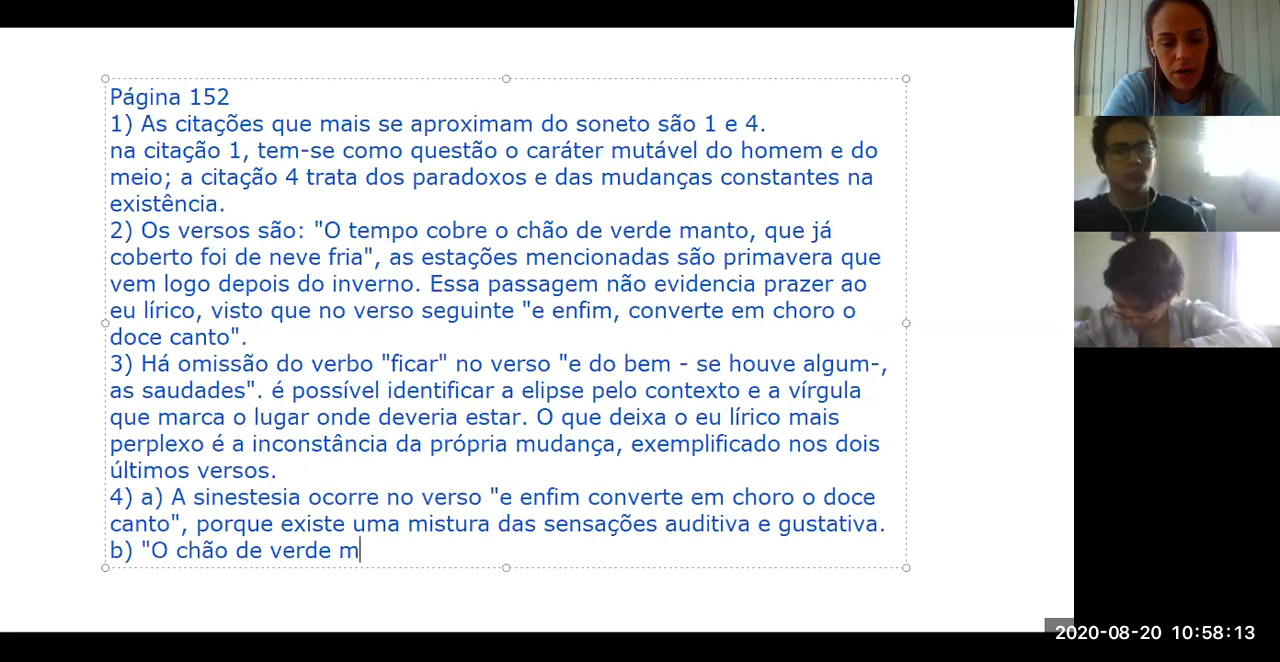 Página 152
1) As citações que mais se aproximam do soneto são 1 e 4.
na citação 1, tem-se como questão o caráter mutável do homem e do
meio; a citação 4 trata dos paradoxos e das mudanças constantes na
existência.
2) Os versos são: "O tempo cobre o chão de verde manto, que já
coberto foi de neve fria", as estações mencionadas são primavera que
vem logo depois do inverno. Essa passagem não evidencia prazer ao
eu lírico, visto que no verso seguinte "e enfim, converte em choro o
doce canto".
3) Há omissão do verbo "ficar" no verso "e do bem - se houve algum-,
as saudades". é possível identificar a elipse pelo contexto e a vírgula
que marca o lugar onde deveria estar. O que deixa o eu lírico mais
perplexo é a inconstância da própria mudança, exemplificado nos dois
últimos versos.
4) a) A sinestesia ocorre no verso "e enfim converte em choro o doce
canto", porque existe uma mistura das sensações auditiva e gustativa.
b) "O chão de verde m
2020-08-20 10:58:13